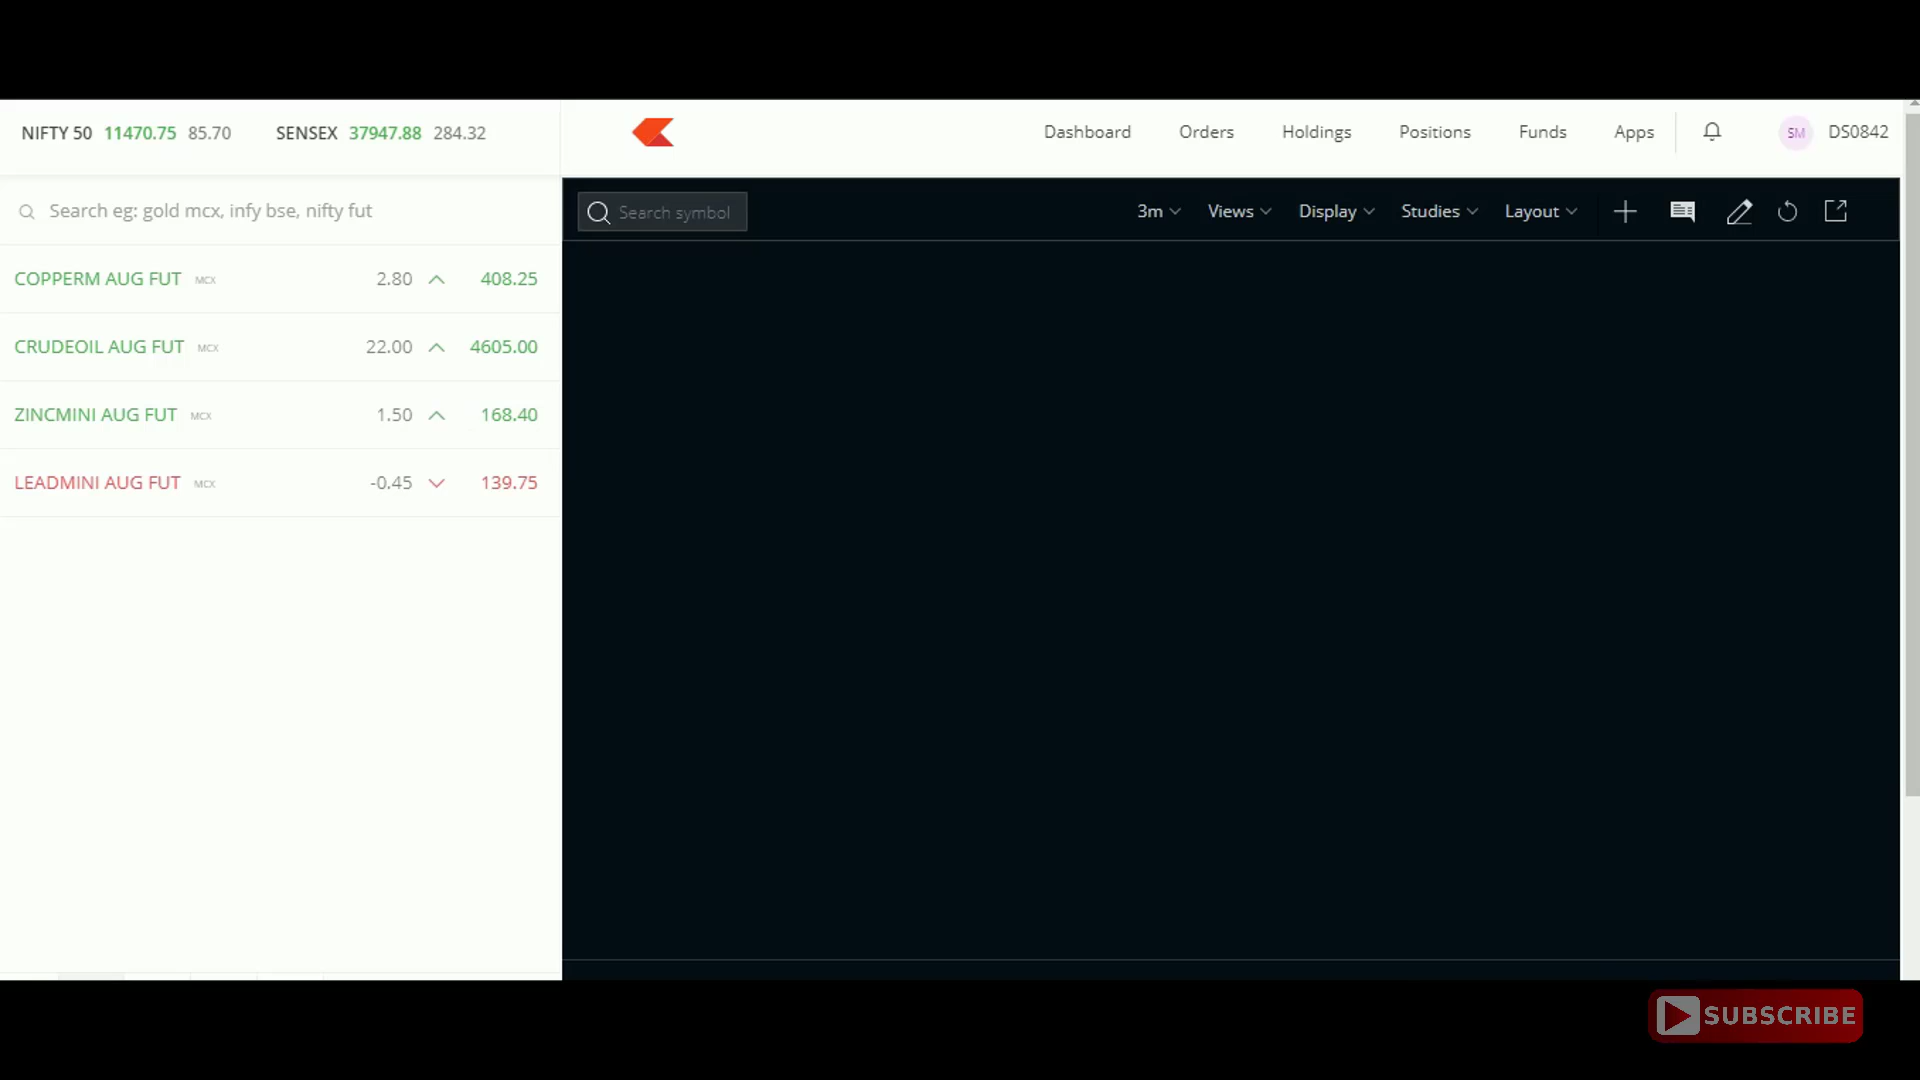 NIFTY 50 11470.75 85.70 SENSEX 37947.88 284.32
Dashboard Orders Holdings Positions Funds Apps SM DS0842
Search eg: gold mcx, infy bse, nifty fut
Search symbol 3m Views Display Studies Layout
COPPERM AUG FUT MCX 2.80 408.25
CRUDEOIL AUG FUT MCX 22.00 4605.00
ZINCMINI AUG FUT MCX 1.50 168.40
LEADMINI AUG FUT MCX -0.45 139.75
SUBSCRIBE